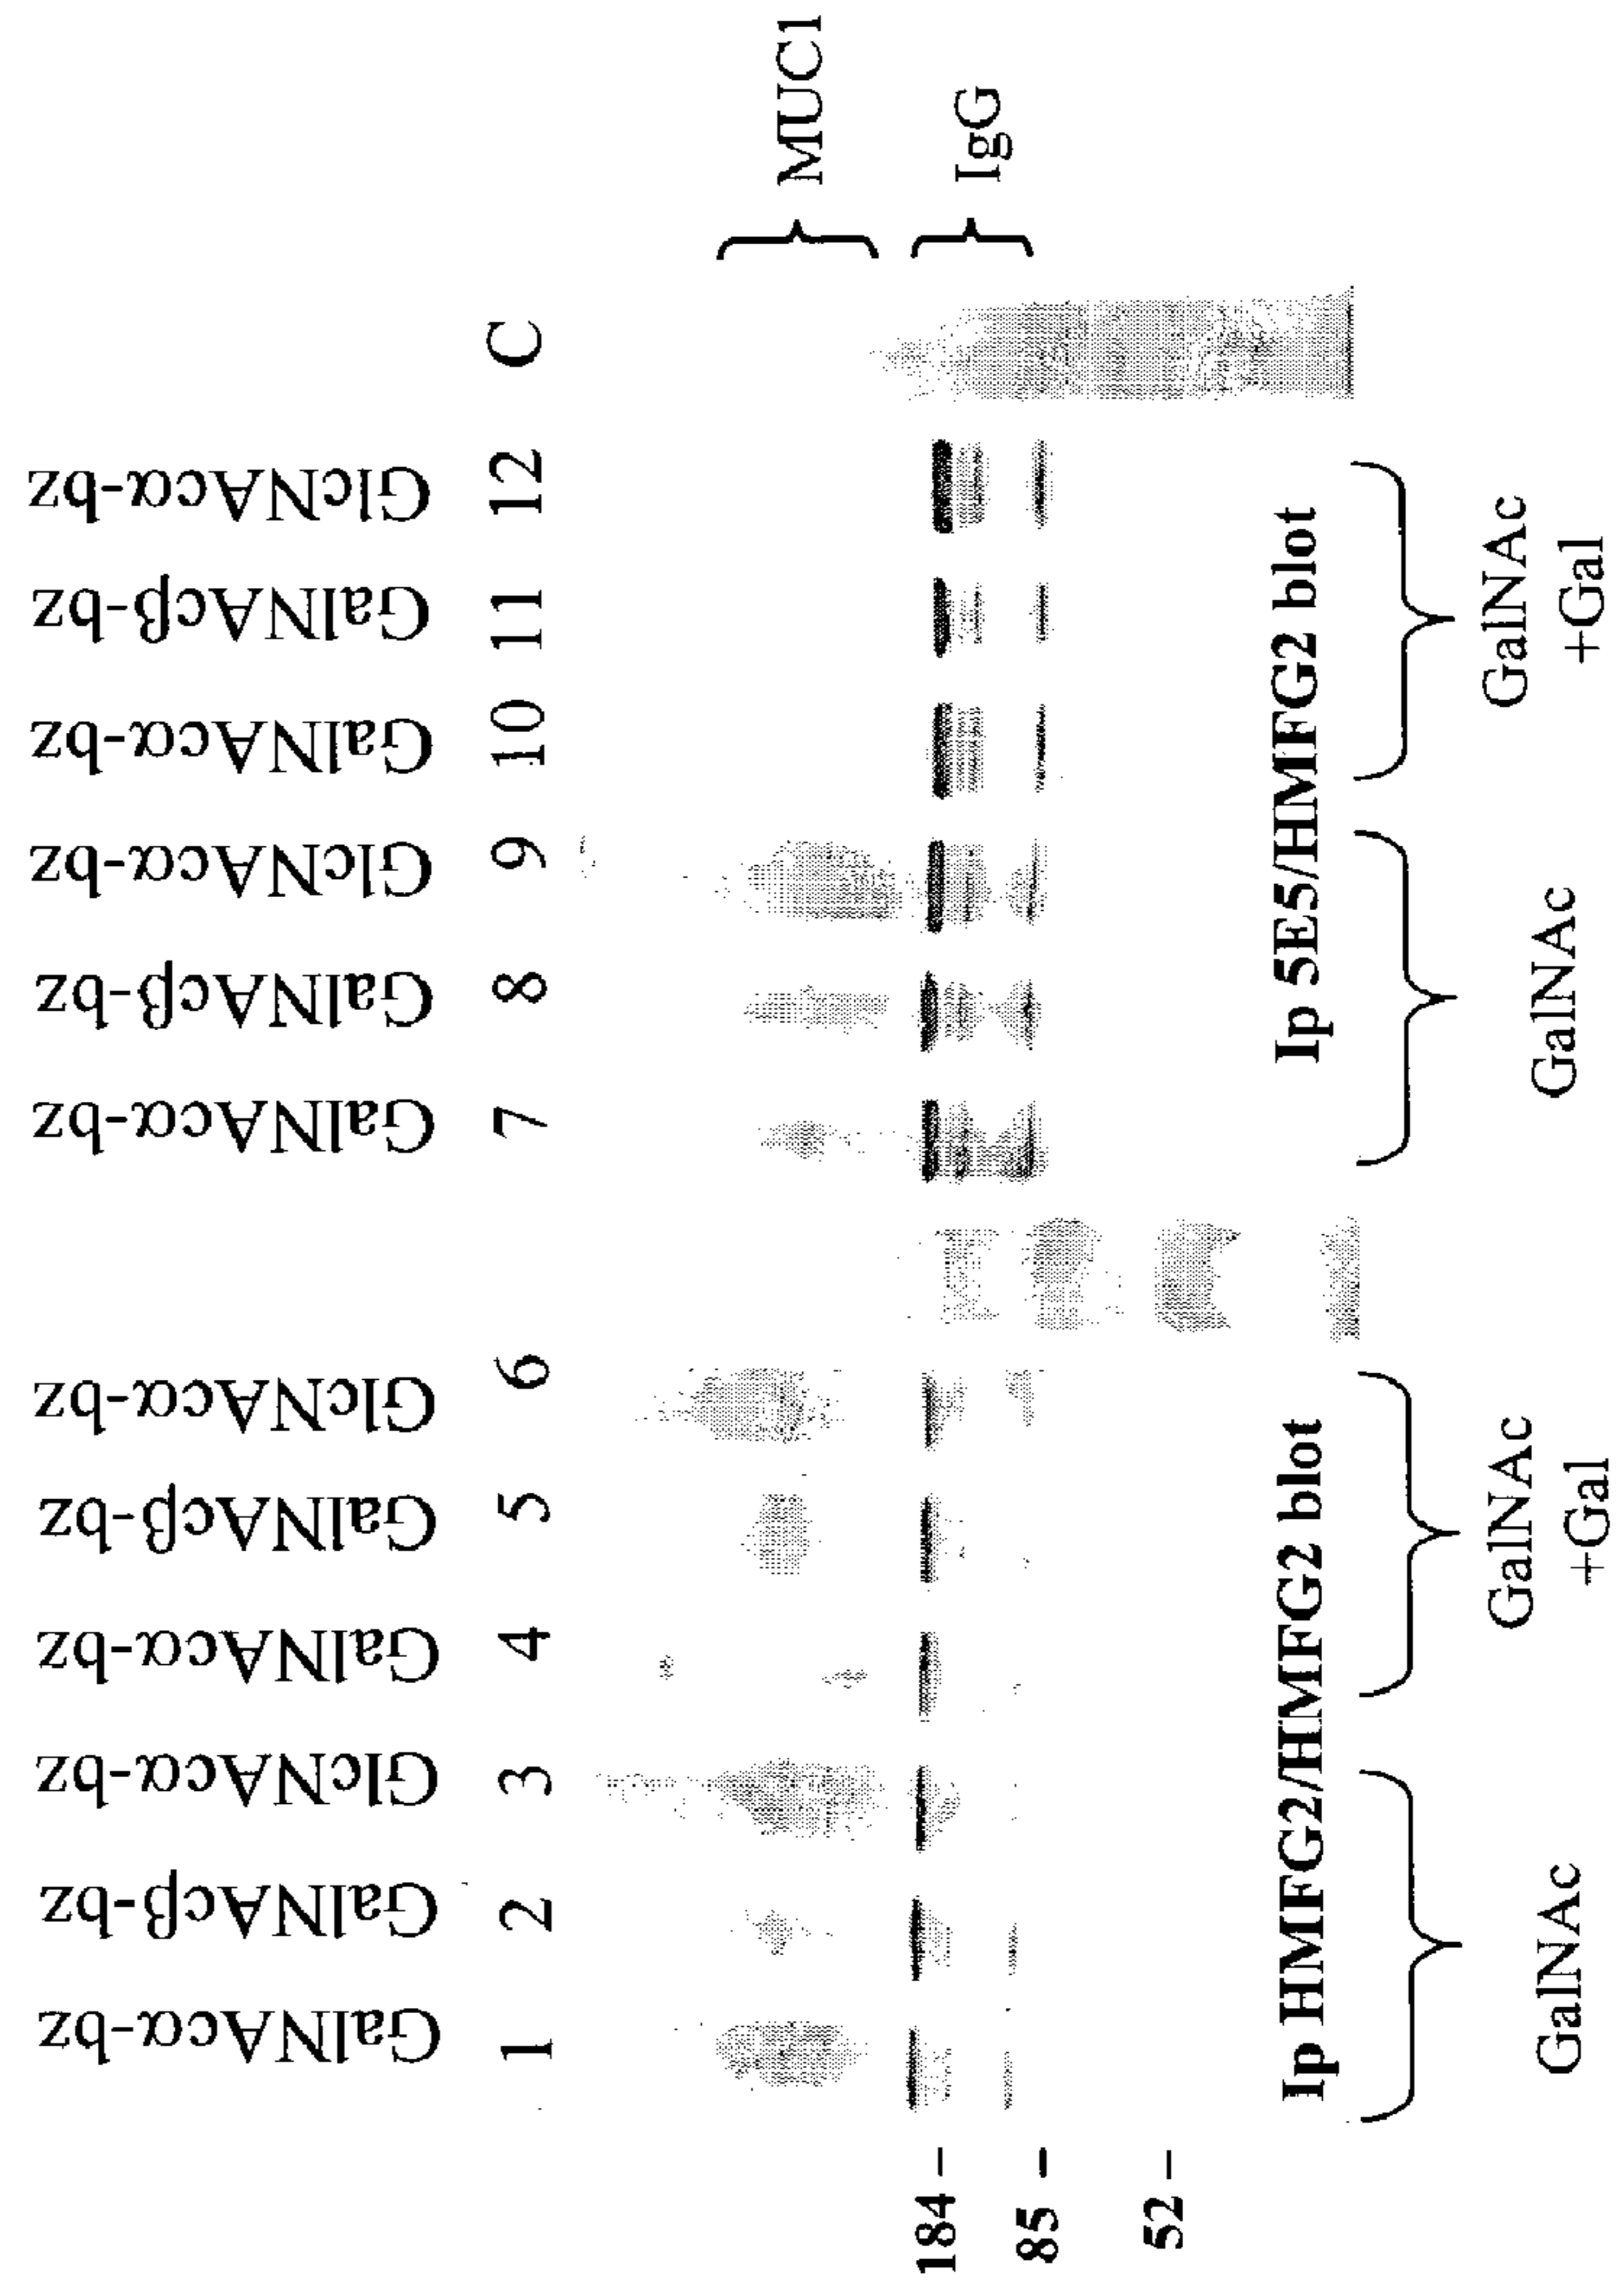 GalNAcα-bz
GalNAcβ-bz
GlcNAcα-bz
GalNAcα-bz
GalNAcβ-bz
GlcNAcα-bz
GalNAcα-bz
GalNAcβ-bz
GlcNAcα-bz
GalNAcα-bz
GalNAcβ-bz
GlcNAcα-bz
1 2 3 4 5 6 7 8 9 10 11 12 C
MUC1
184 –
IgG
85 –
52 –
Ip HMFG2/HMFG2 blot
Ip 5E5/HMFG2 blot
GalNAc
GalNAc
+Gal
GalNAc
GalNAc
+Gal